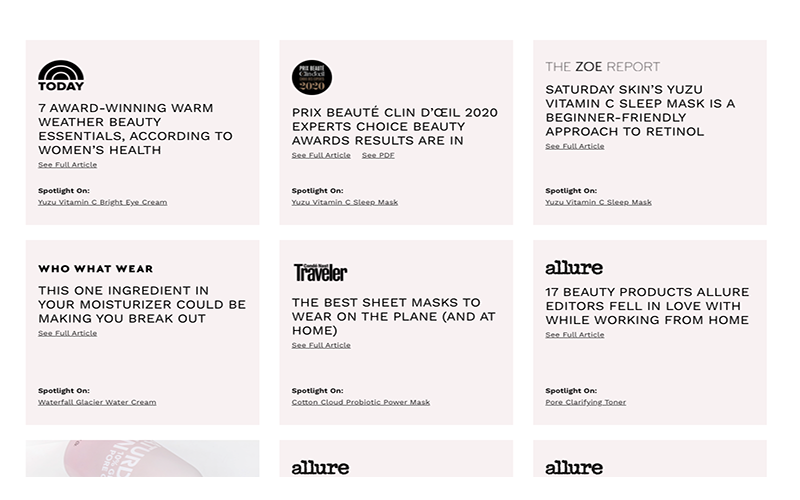 TODAY
7 AWARD-WINNING WARM
WEATHER BEAUTY
ESSENTIALS, ACCORDING TO
WOMEN'S HEALTH
See Full Article
Spotlight On:
Yuzu Vitamin C Bright Eye Cream
PRIX BEAUTÉ
Clin d'œil
2020
PRIX BEAUTÉ CLIN D'ŒIL 2020
EXPERTS CHOICE BEAUTY
AWARDS RESULTS ARE IN
See Full Article See PDF
Spotlight On:
Yuzu Vitamin C Sleep Mask
THE ZOE REPORT
SATURDAY SKIN'S YUZU
VITAMIN C SLEEP MASK IS A
BEGINNER-FRIENDLY
APPROACH TO RETINOL
See Full Article
Spotlight On:
Yuzu Vitamin C Sleep Mask
WHO WHAT WEAR
THIS ONE INGREDIENT IN
YOUR MOISTURIZER COULD BE
MAKING YOU BREAK OUT
See Full Article
Spotlight On:
Waterfall Glacier Water Cream
Condé Nast
Traveler
THE BEST SHEET MASKS TO
WEAR ON THE PLANE (AND AT
HOME)
See Full Article
Spotlight On:
Cotton Cloud Probiotic Power Mask
allure
17 BEAUTY PRODUCTS ALLURE
EDITORS FELL IN LOVE WITH
WHILE WORKING FROM HOME
See Full Article
Spotlight On:
Pore Clarifying Toner
allure
allure